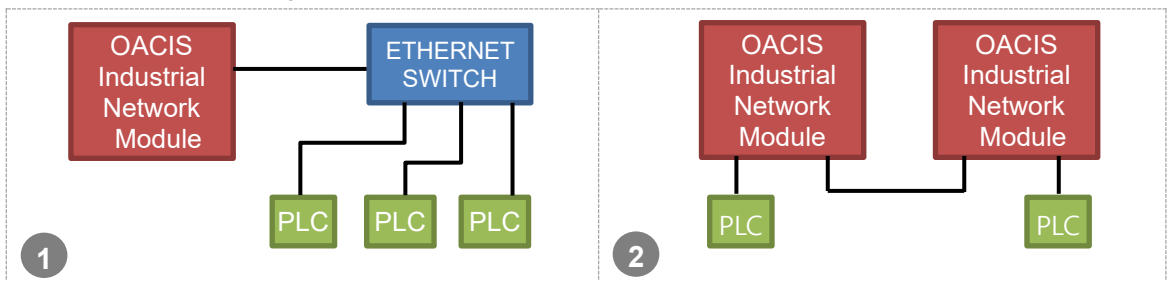 OACIS
Industrial
Network
Module
ETHERNET
SWITCH
PLC
PLC
PLC
1
OACIS
Industrial
Network
Module
OACIS
Industrial
Network
Module
PLC
PLC
2